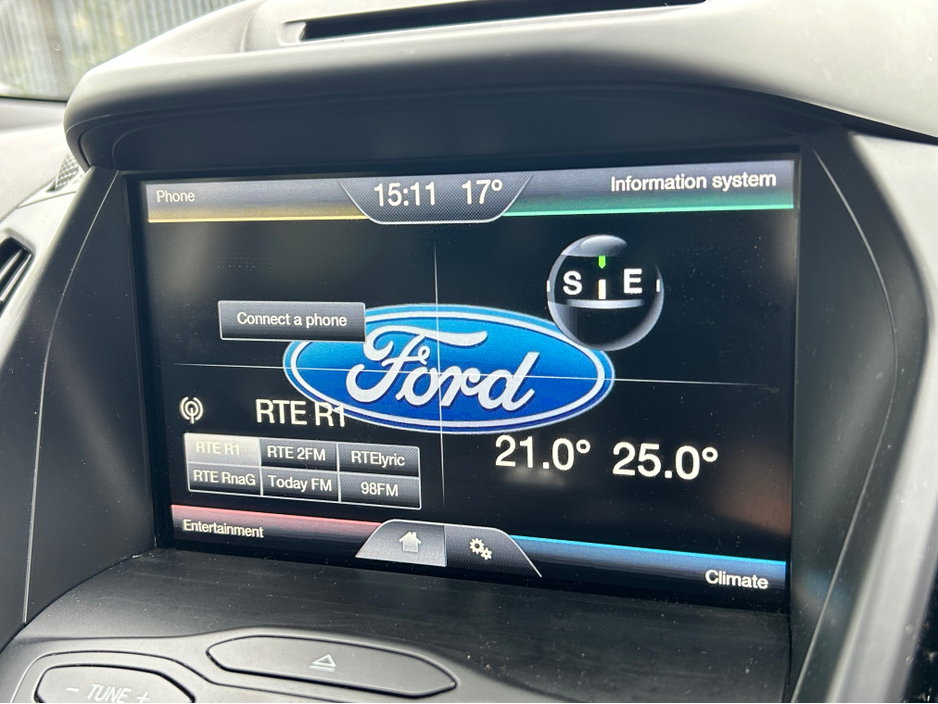 Phone
15:11 17°
Information system
S E
Connect a phone
Ford
RTE R1
RTE R1 RTE 2FM RTElyric
RTE RnaG Today FM 98FM
21.0° 25.0°
Entertainment
Climate
- TUNE +